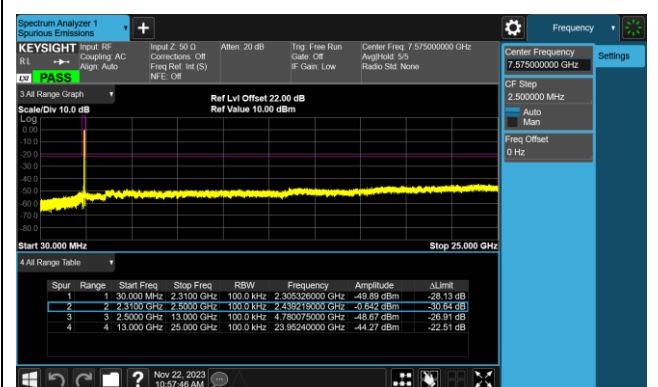 Spectrum Analyzer 1
Spurious Emissions
Frequency
KEYSIGHT Input: RF Input Z: 50 Ω Atten: 20 dB Trig: Free Run Center Freq: 7.575000000 GHz
RL Coupling: AC Corrections: Off Gate: Off Avg|Hold: 5/5
Align: Auto Freq Ref: Int (S) IF Gain: Low Radio Std: None
LXI PASS NFE: Off
Center Frequency
7.575000000 GHz
Settings
CF Step
2.500000 MHz
Auto
Man
Freq Offset
0 Hz
3 All Range Graph
Ref Lvl Offset 22.00 dB
Scale/Div 10.0 dB Ref Value 10.00 dBm
Log
0.00
-10.0
-20.0
-30.0
-40.0
-50.0
-60.0
-70.0
-80.0
Start 30.000 MHz Stop 25.000 GHz
4 All Range Table
Spur Range Start Freq Stop Freq RBW Frequency Amplitude ΔLimit
1 1 30.000 MHz 2.3100 GHz 100.0 kHz 2.305326000 GHz -49.89 dBm -28.13 dB
2 2 2.3100 GHz 2.5000 GHz 100.0 kHz 2.439219000 GHz -0.642 dBm -30.64 dB
3 3 2.5000 GHz 13.000 GHz 100.0 kHz 4.780075000 GHz -48.67 dBm -26.91 dB
4 4 13.000 GHz 25.000 GHz 100.0 kHz 23.95240000 GHz -44.27 dBm -22.51 dB
Nov 22, 2023
10:57:46 AM